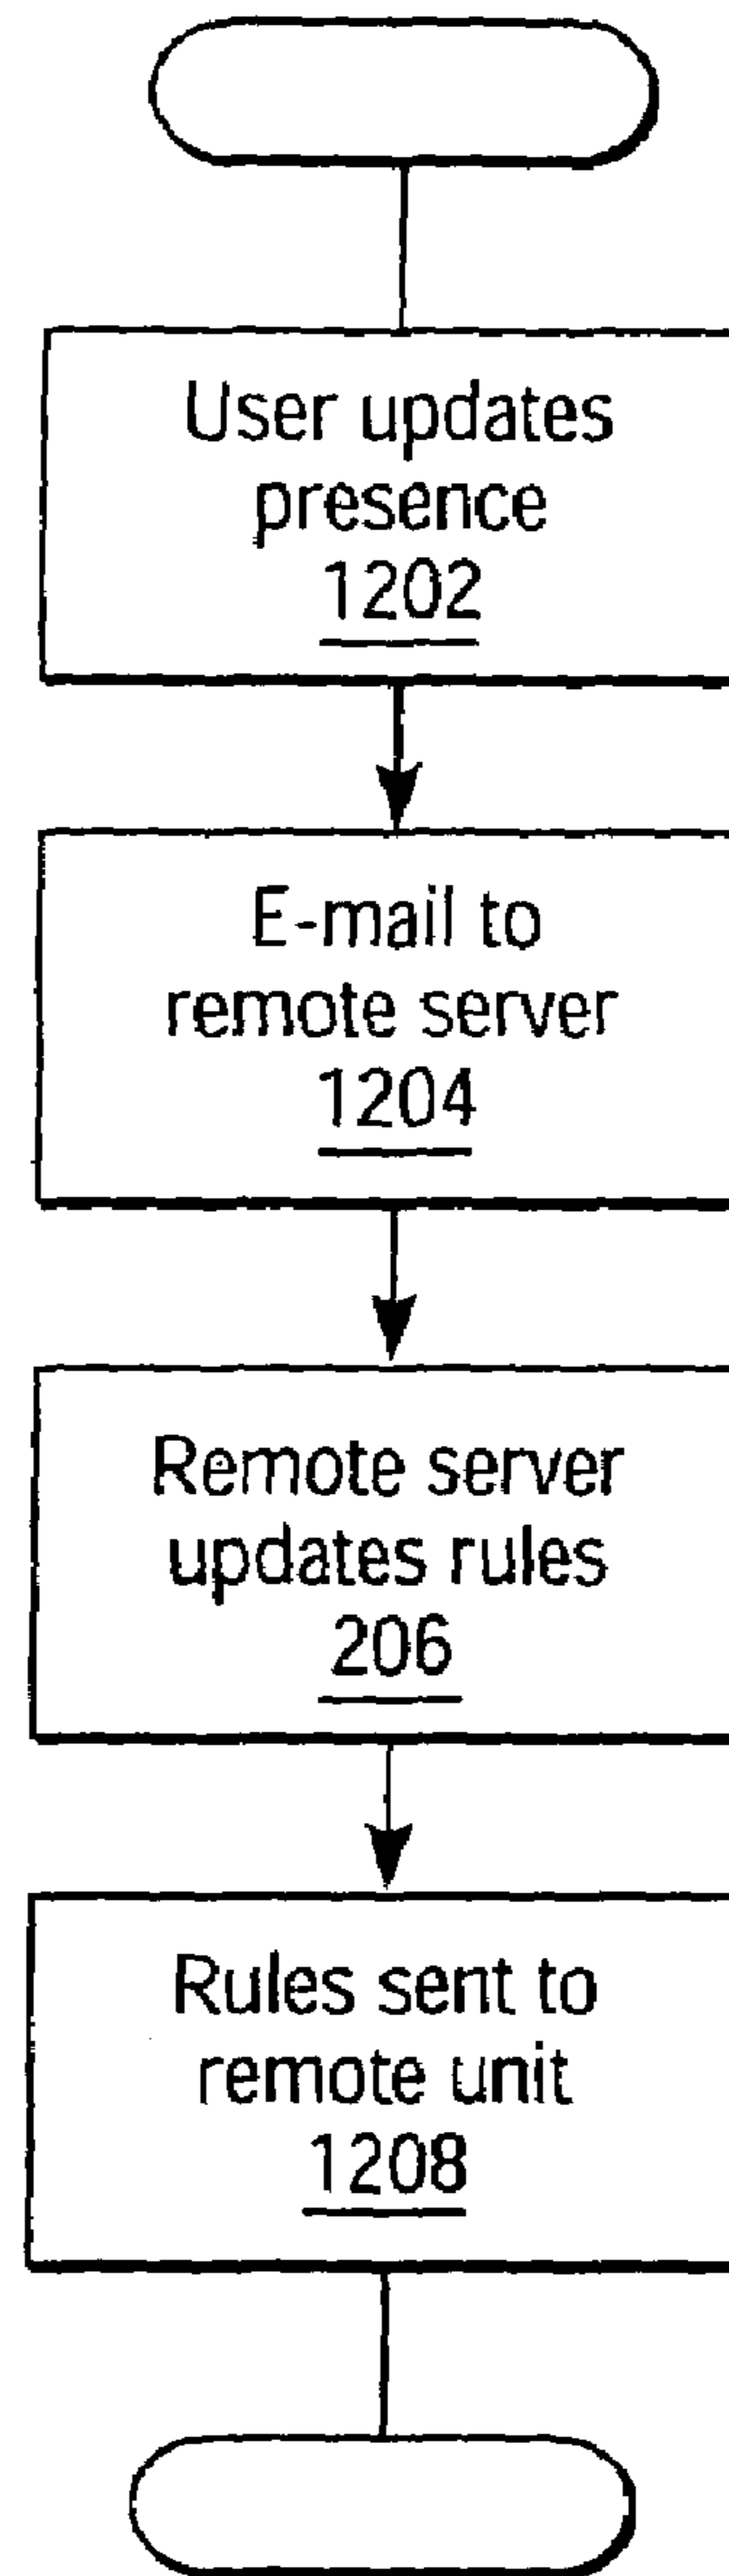 User updates
presence
1202
E-mail to
remote server
1204
Remote server
updates rules
206
Rules sent to
remote unit
1208